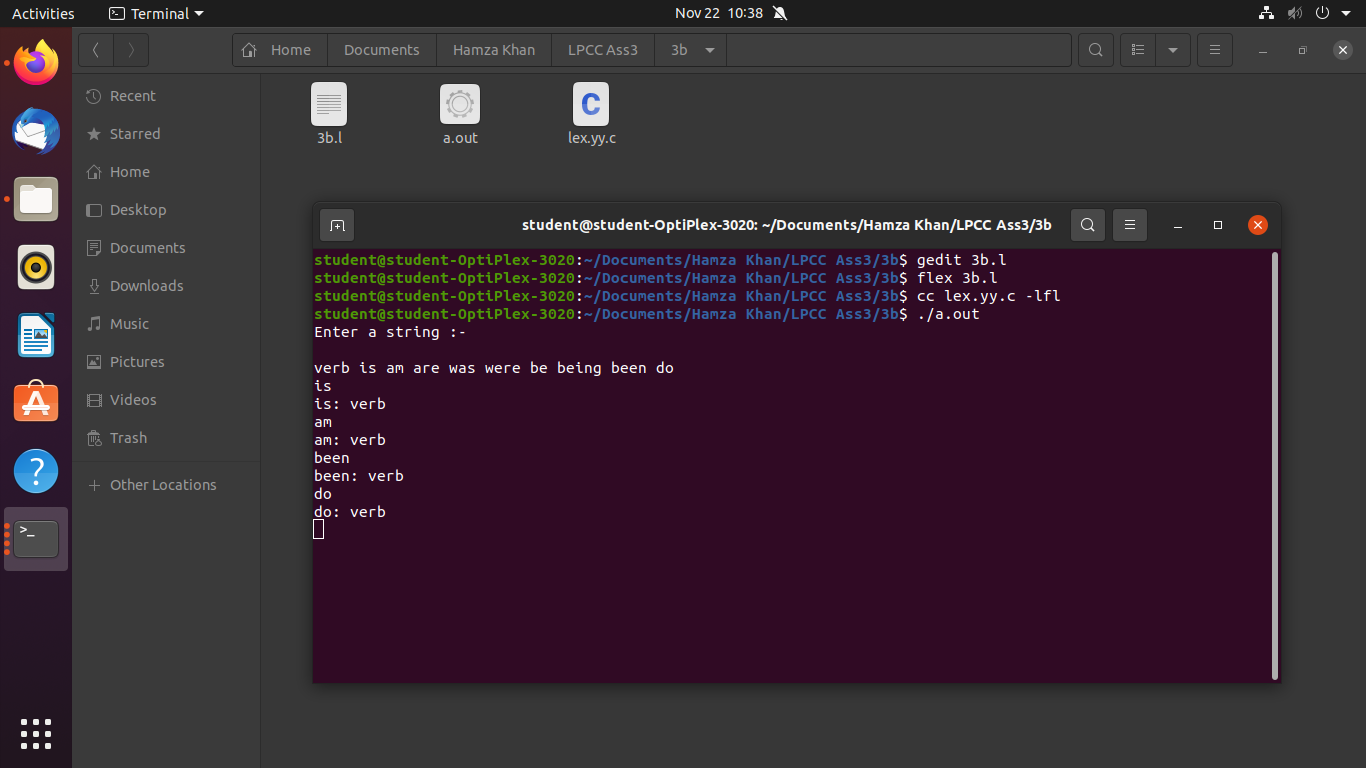 Activities
Terminal
Nov 22 10:38
Home
Documents
Hamza Khan
LPCC Ass3
3b
Recent
Starred
Home
Desktop
Documents
Downloads
Music
Pictures
Videos
Trash
Other Locations
3b.l
a.out
C
lex.yy.c
student@student-OptiPlex-3020: ~/Documents/Hamza Khan/LPCC Ass3/3b
student@student-OptiPlex-3020:~/Documents/Hamza Khan/LPCC Ass3/3b$ gedit 3b.l
student@student-OptiPlex-3020:~/Documents/Hamza Khan/LPCC Ass3/3b$ flex 3b.l
student@student-OptiPlex-3020:~/Documents/Hamza Khan/LPCC Ass3/3b$ cc lex.yy.c -lfl
student@student-OptiPlex-3020:~/Documents/Hamza Khan/LPCC Ass3/3b$ ./a.out
Enter a string :-
verb is am are was were be being been do
is
is: verb
am
am: verb
been
been: verb
do
do: verb